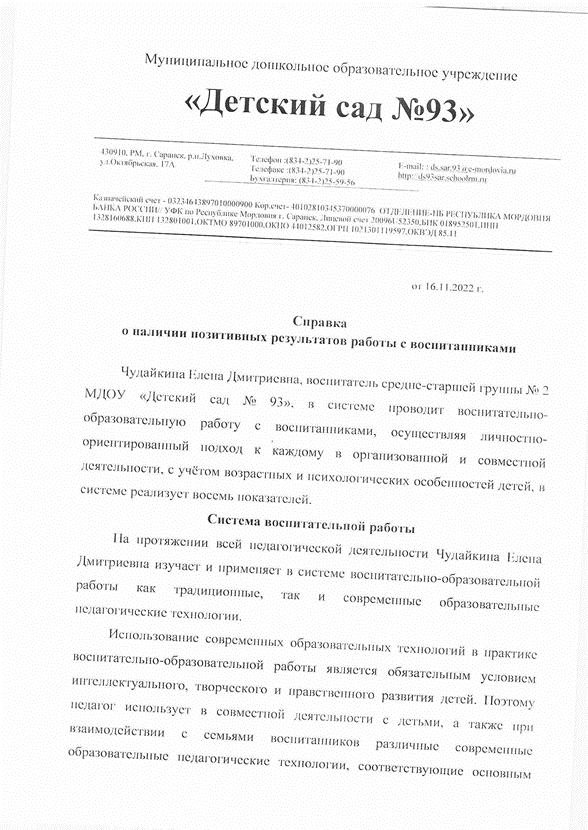 Муниципальное дошкольное образовательное учреждение
«Детский сад №93»
430910, РМ, г. Саранск, р.п.Луховка,
ул.Октябрьская, 17А
Телефон :(834-2)25-71-90
Телефакс :(834-2)25-71-90
Бухгалтерия: (834-2)25-59-56
E-mail: : ds.sar.93@e-mordovia.ru
http: ds93sar.schoolrm.ru
Казначейский счет - 03234643897010000900 Кор.счет- 40102810345370000076 ОТДЕЛЕНИЕ-НБ РЕСПУБЛИКА МОРДОВИЯ
БАНКА РОССИИ// УФК по Республике Мордовия г. Саранск, Лицевой счет 20096U52350,БИК 018952501,ИНН
1328160688,КПП 132801001,ОКТМО 89701000,ОКПО 44012582,ОГРН 1021301119597,ОКВЭД 85.11
от 16.11.2022 г.
Справка
о наличии позитивных результатов работы с воспитанниками
Чудайкина Елена Дмитриевна, воспитатель средне-старшей группы № 2
МДОУ «Детский сад № 93», в системе проводит воспитательно-
образовательную работу с воспитанниками, осуществляя личностно-
ориентированный подход к каждому в организованной и совместной
деятельности, с учётом возрастных и психологических особенностей детей, в
системе реализует восемь показателей.
Система воспитательной работы
На протяжении всей педагогической деятельности Чудайкина Елена
Дмитриевна изучает и применяет в системе воспитательно-образовательной
работы как традиционные, так и современные образовательные
педагогические технологии.
Использование современных образовательных технологий в практике
воспитательно-образовательной работы является обязательным условием
интеллектуального, творческого и нравственного развития детей. Поэтому
педагог использует в совместной деятельности с детьми, а также при
взаимодействии с семьями воспитанников различные современные
образовательные педагогические технологии, соответствующие основным